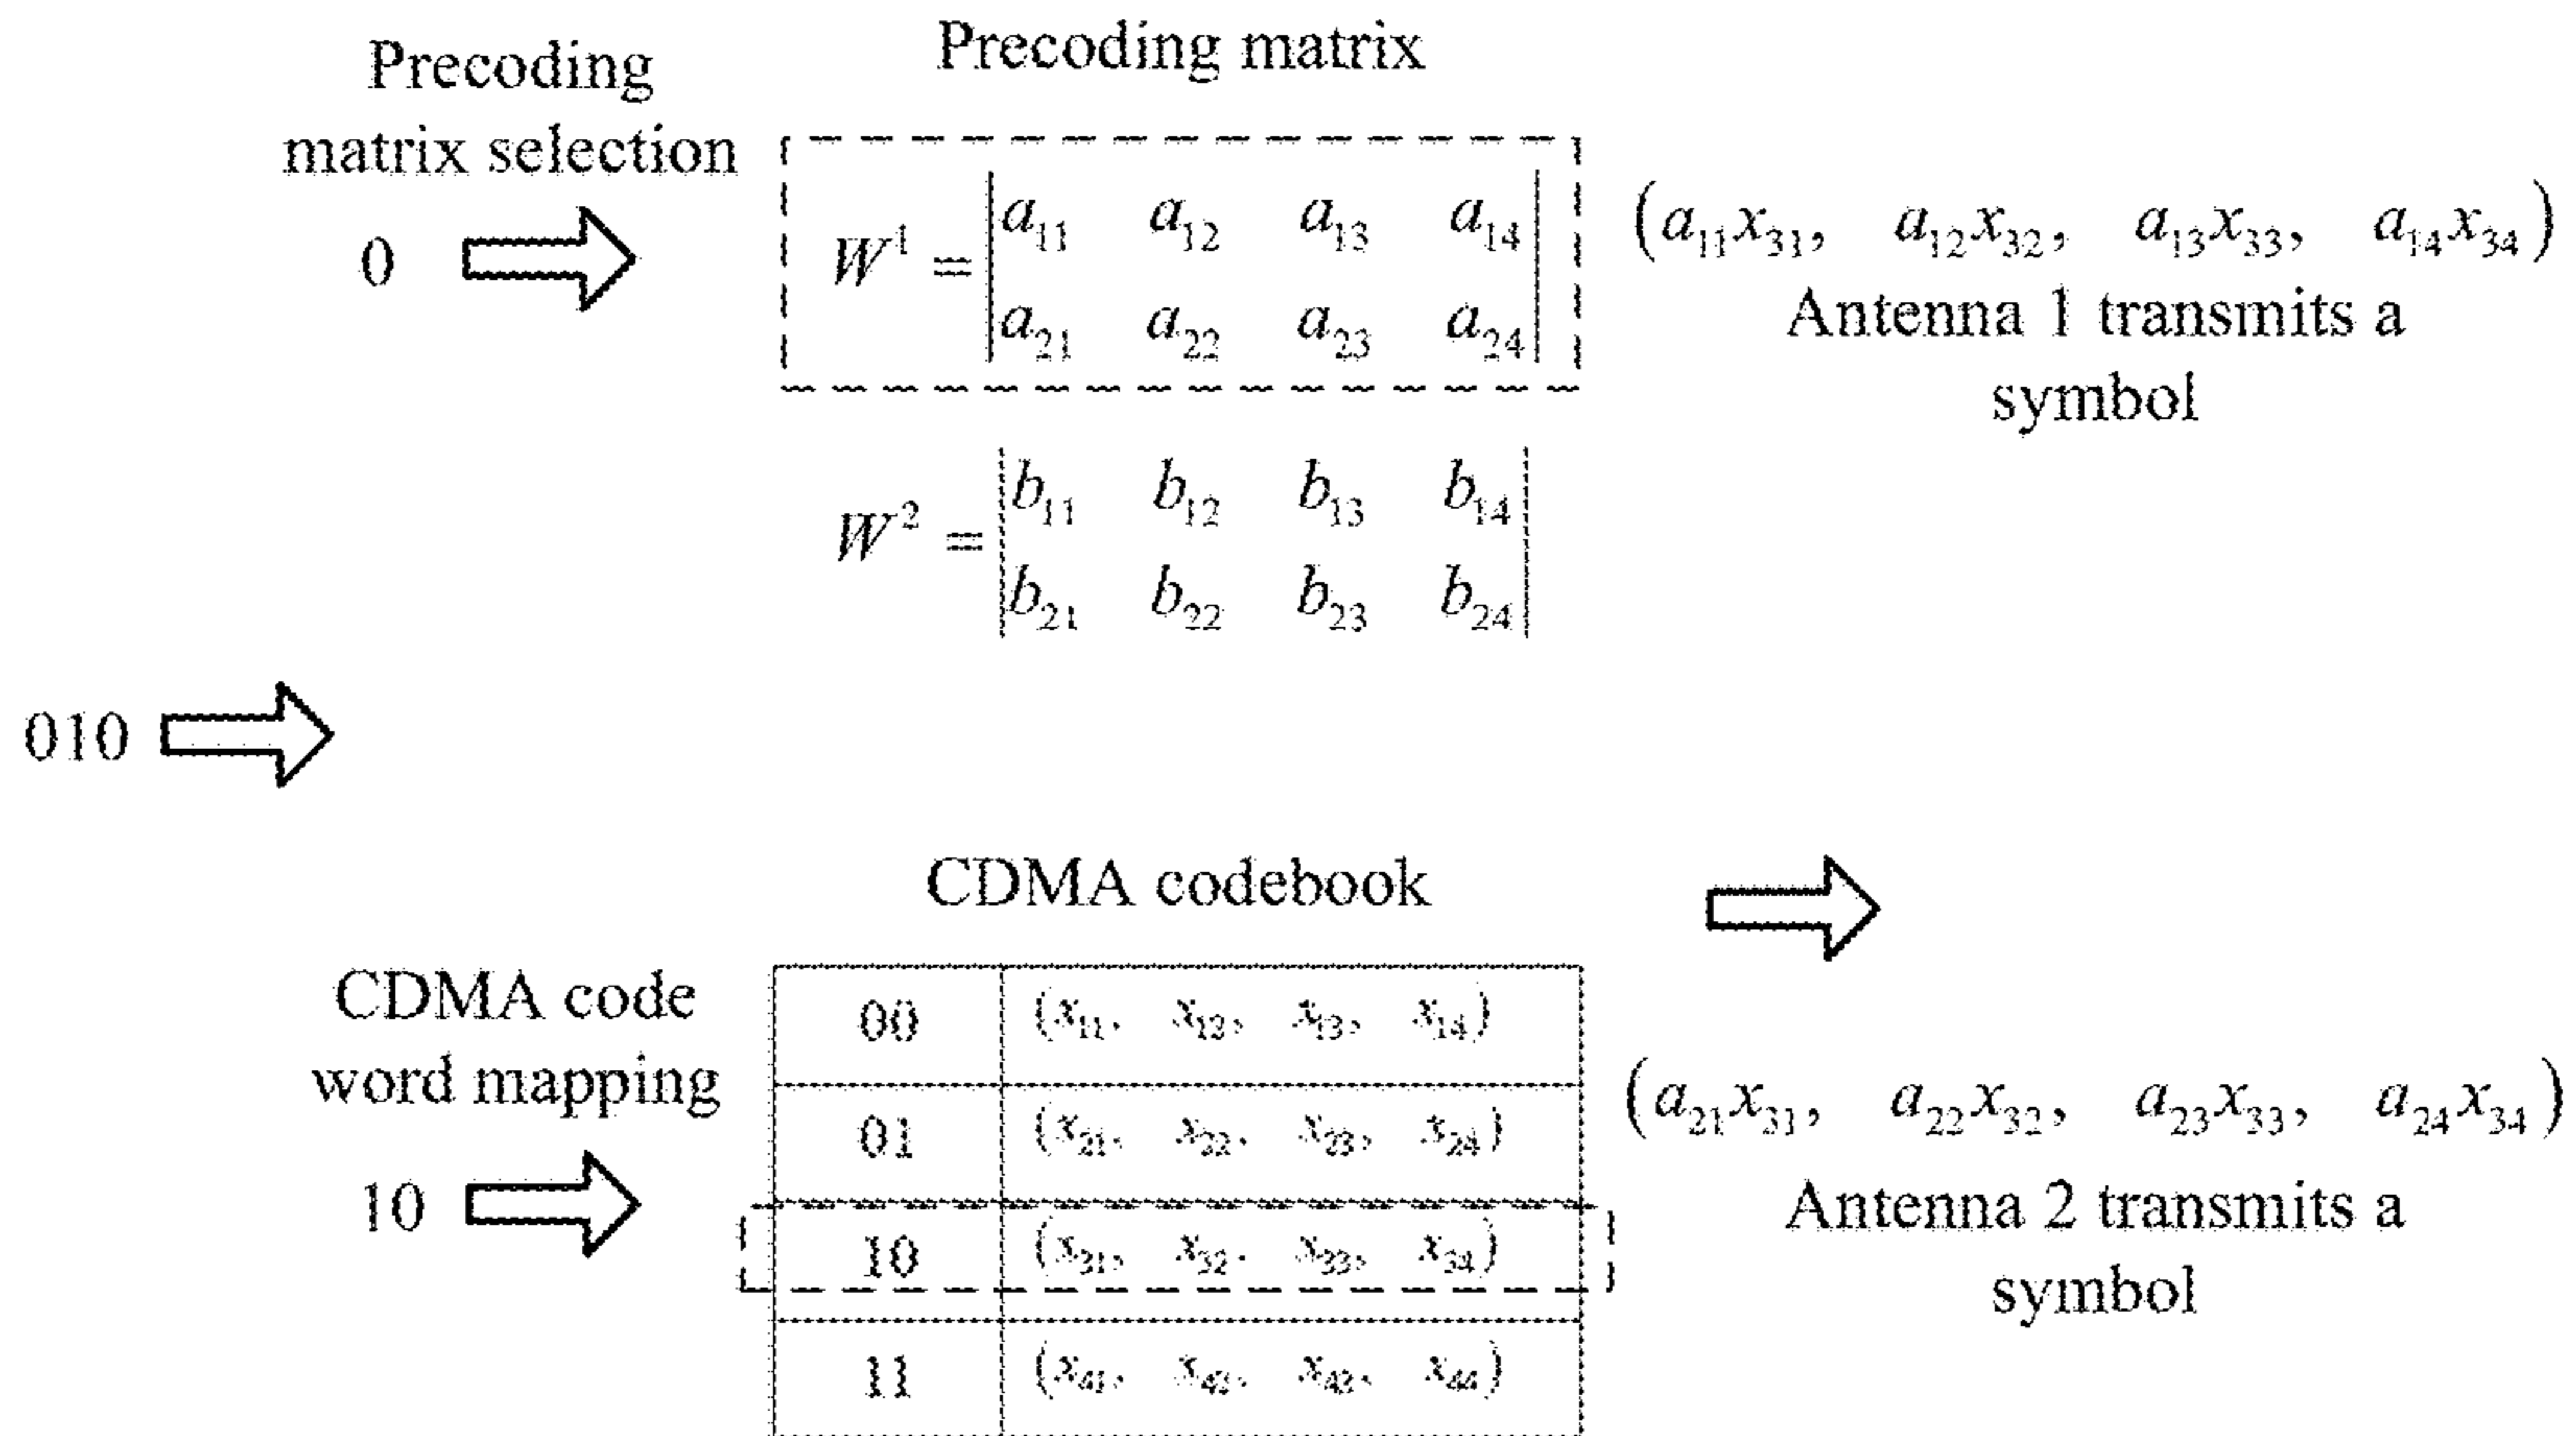 Precoding
matrix selection
0
Precoding matrix
W¹ = | a₁₁ a₁₂ a₁₃ a₁₄ |
| a₂₁ a₂₂ a₂₃ a₂₄ |
(a₁₁x₃₁, a₁₂x₃₂, a₁₃x₃₃, a₁₄x₃₄)
Antenna 1 transmits a
symbol
W² = | b₁₁ b₁₂ b₁₃ b₁₄ |
| b₂₁ b₂₂ b₂₃ b₂₄ |
010
CDMA code
word mapping
10
CDMA codebook
00 (x₁₁, x₁₂, x₁₃, x₁₄)
01 (x₂₁, x₂₂, x₂₃, x₂₄)
10 (x₃₁, x₃₂, x₃₃, x₃₄)
11 (x₄₁, x₄₂, x₄₃, x₄₄)
(a₂₁x₃₁, a₂₂x₃₂, a₂₃x₃₃, a₂₄x₃₄)
Antenna 2 transmits a
symbol